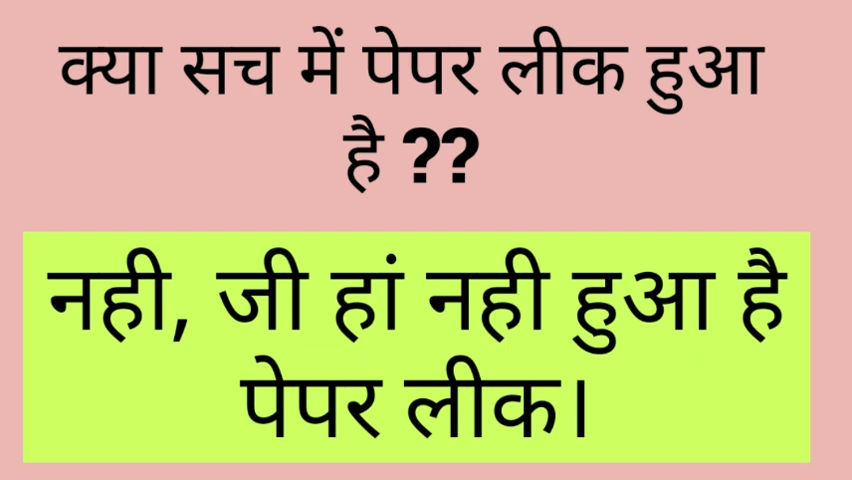 क्या सच में पेपर लीक हुआ
है ??
नही, जी हां नही हुआ है
पेपर लीक।